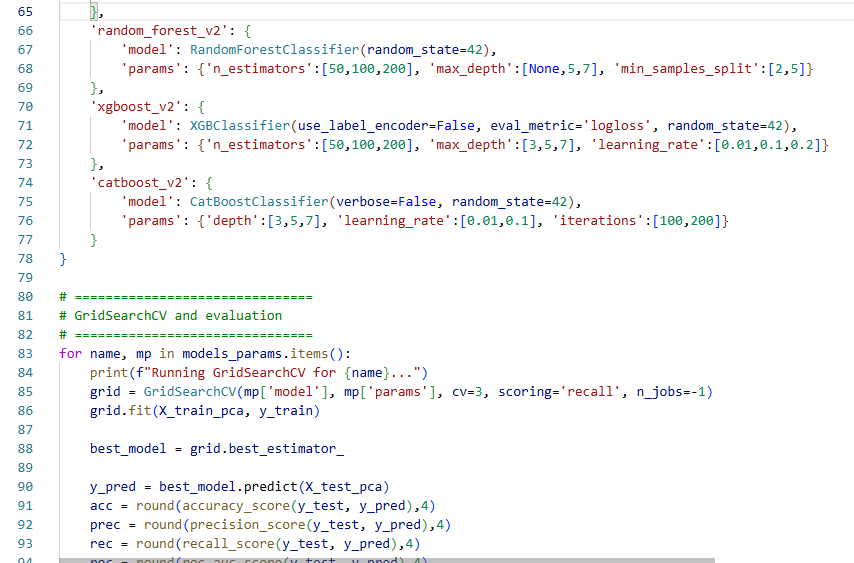 65 },
66 'random_forest_v2': {
67 'model': RandomForestClassifier(random_state=42),
68 'params': {'n_estimators':[50,100,200], 'max_depth':[None,5,7], 'min_samples_split':[2,5]}
69 },
70 'xgboost_v2': {
71 'model': XGBClassifier(use_label_encoder=False, eval_metric='logloss', random_state=42),
72 'params': {'n_estimators':[50,100,200], 'max_depth':[3,5,7], 'learning_rate':[0.01,0.1,0.2]}
73 },
74 'catboost_v2': {
75 'model': CatBoostClassifier(verbose=False, random_state=42),
76 'params': {'depth':[3,5,7], 'learning_rate':[0.01,0.1], 'iterations':[100,200]}
77 }
78 }
79
80 # ===============================
81 # GridSearchCV and evaluation
82 # ===============================
83 for name, mp in models_params.items():
84 print(f"Running GridSearchCV for {name}...")
85 grid = GridSearchCV(mp['model'], mp['params'], cv=3, scoring='recall', n_jobs=-1)
86 grid.fit(X_train_pca, y_train)
87
88 best_model = grid.best_estimator_
89
90 y_pred = best_model.predict(X_test_pca)
91 acc = round(accuracy_score(y_test, y_pred),4)
92 prec = round(precision_score(y_test, y_pred),4)
93 rec = round(recall_score(y_test, y_pred),4)